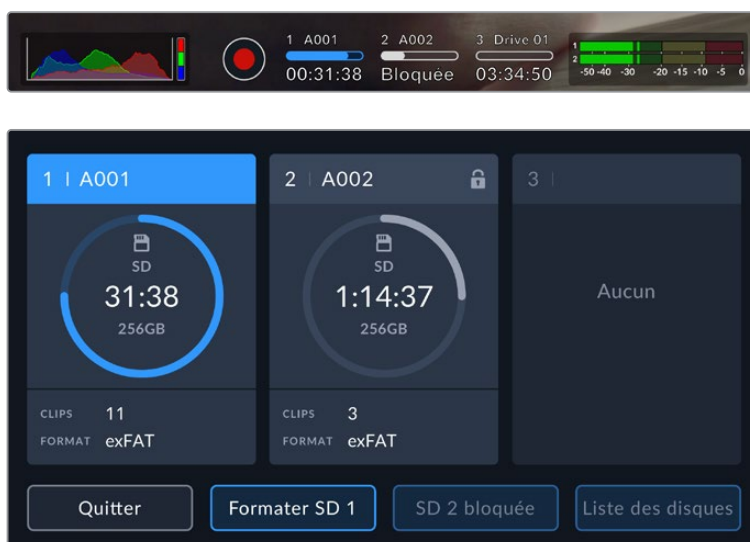 1 A001 2 A002 3 Drive 01
00:31:38 Bloquée 03:34:50
1
2
-50 -40 -30 -20 -15 -10 -5 0
1 | A001
SD
31:38
256GB
CLIPS 11
FORMAT exFAT
2 | A002
SD
1:14:37
256GB
CLIPS 3
FORMAT exFAT
3 |
Aucun
Quitter Formater SD 1 SD 2 bloquée Liste des disques